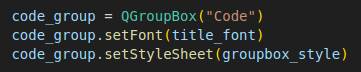 code_group = QGroupBox("Code")
code_group.setFont(title_font)
code_group.setStyleSheet(groupbox_style)